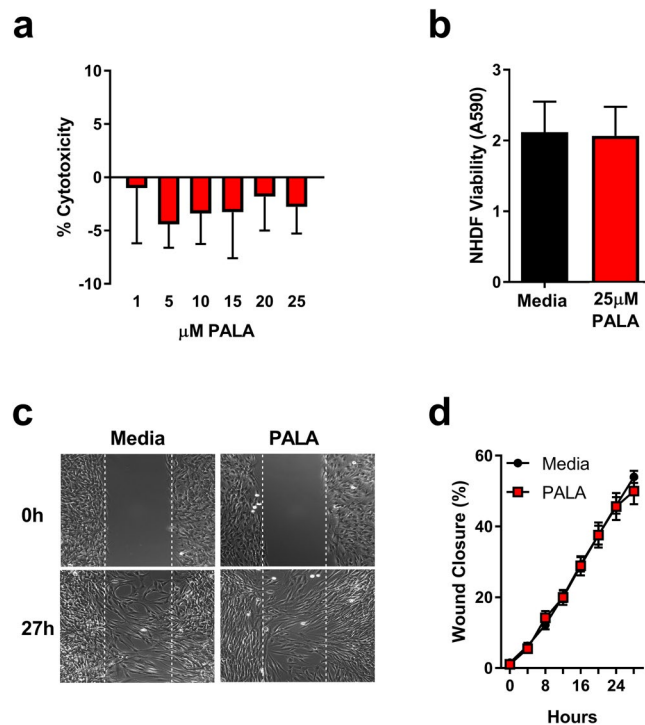 a
% Cytotoxicity
10
5
0
-5
-10
1 5 10 15 20 25
μM PALA
b
NHDF Viability (A590)
3
2
1
0
Media
25μM
PALA
c
Media PALA
0h
27h
d
Wound Closure (%)
60
40
20
0
Media
PALA
0 8 16 24
Hours